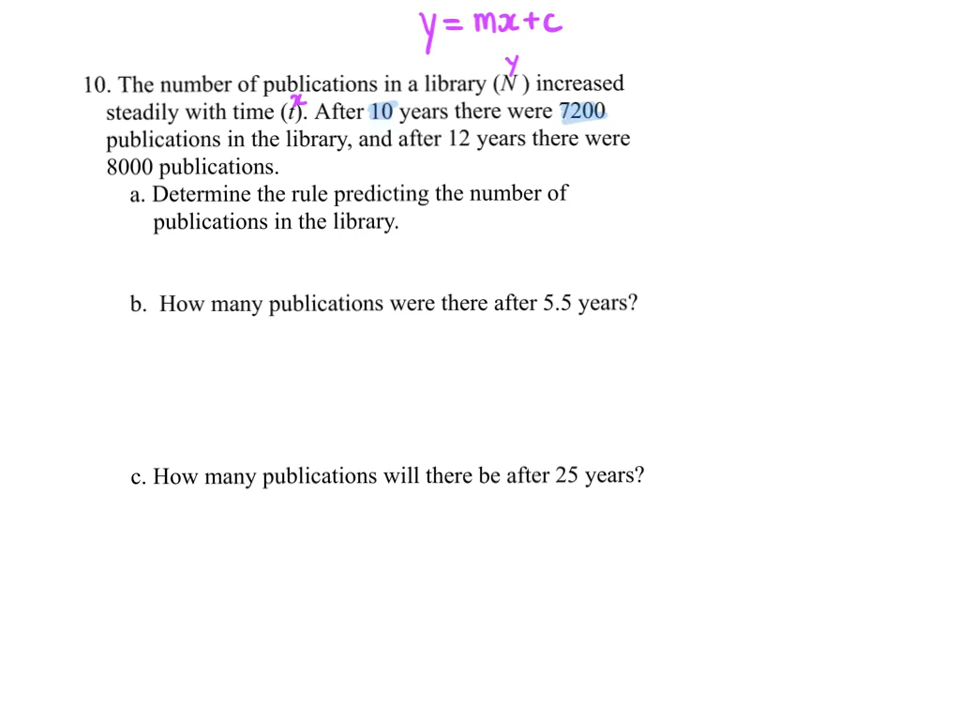 y = mx + c
y
10. The number of publications in a library (N) increased
x
steadily with time (t). After 10 years there were 7200
publications in the library, and after 12 years there were
8000 publications.
a. Determine the rule predicting the number of
publications in the library.
b. How many publications were there after 5.5 years?
c. How many publications will there be after 25 years?